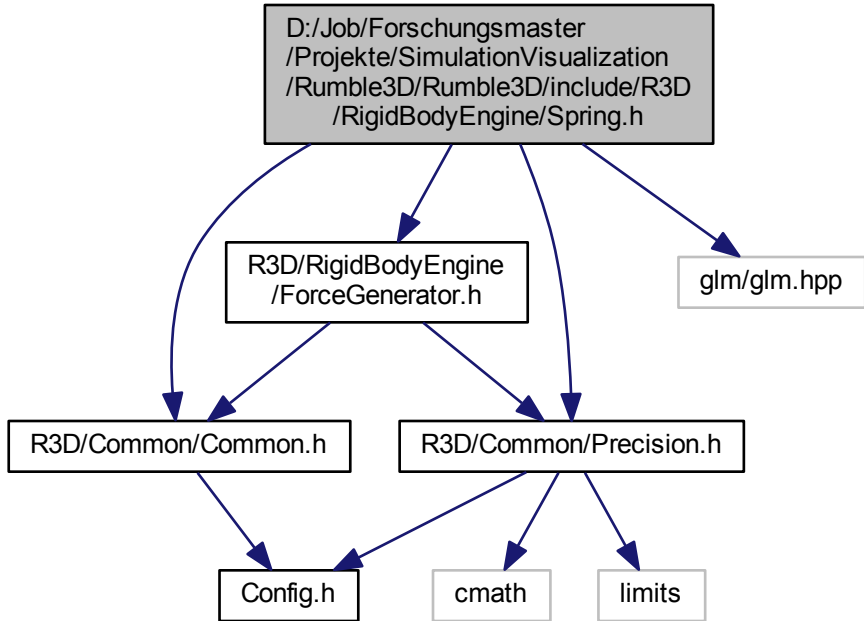 D:/Job/Forschungsmaster
/Projekte/SimulationVisualization
/Rumble3D/Rumble3D/include/R3D
/RigidBodyEngine/Spring.h
R3D/RigidBodyEngine
/ForceGenerator.h
glm/glm.hpp
R3D/Common/Common.h
R3D/Common/Precision.h
Config.h
cmath
limits